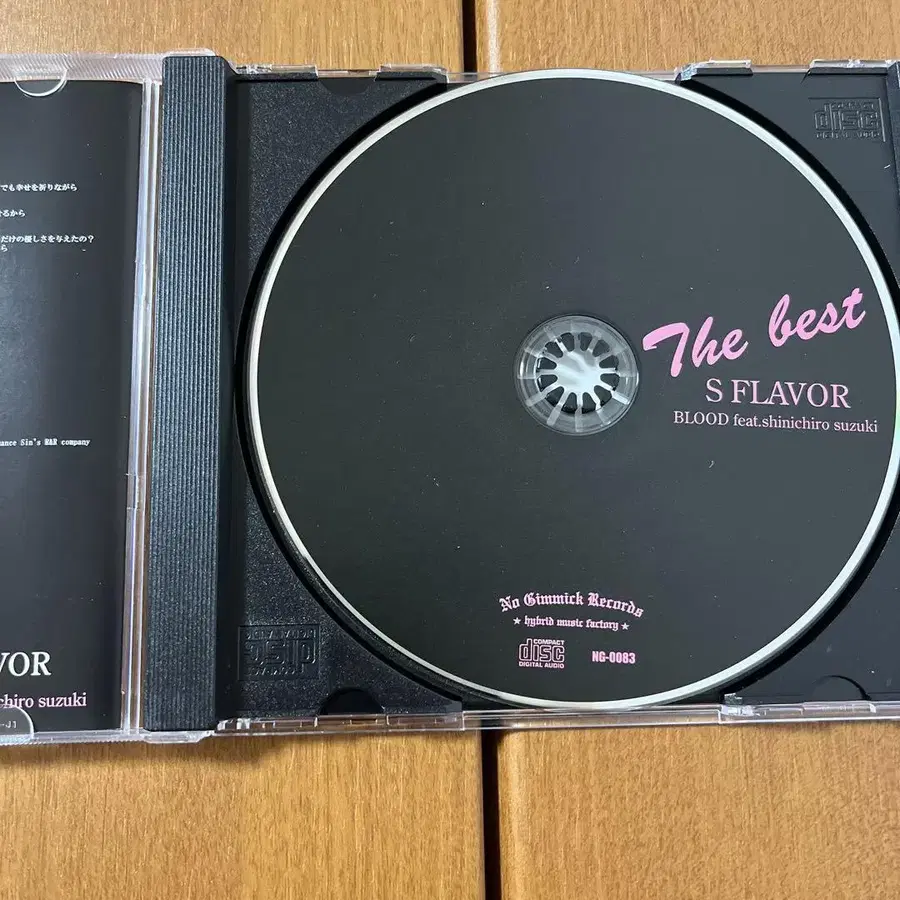 でも幸せを祈りながら
るから
だけの優しさを与えたの？
ら
ance Sin's R&R company
VOR
chiro suzuki
-J1
The best
S FLAVOR
BLOOD feat.shinichiro suzuki
No Gimmick Records
★ hybrid music factory ★
COMPACT
disc
DIGITAL AUDIO
NG-0083
disc